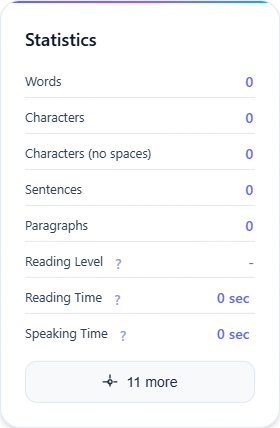 Statistics
Words 0
Characters 0
Characters (no spaces) 0
Sentences 0
Paragraphs 0
Reading Level ? -
Reading Time ? 0 sec
Speaking Time ? 0 sec
11 more